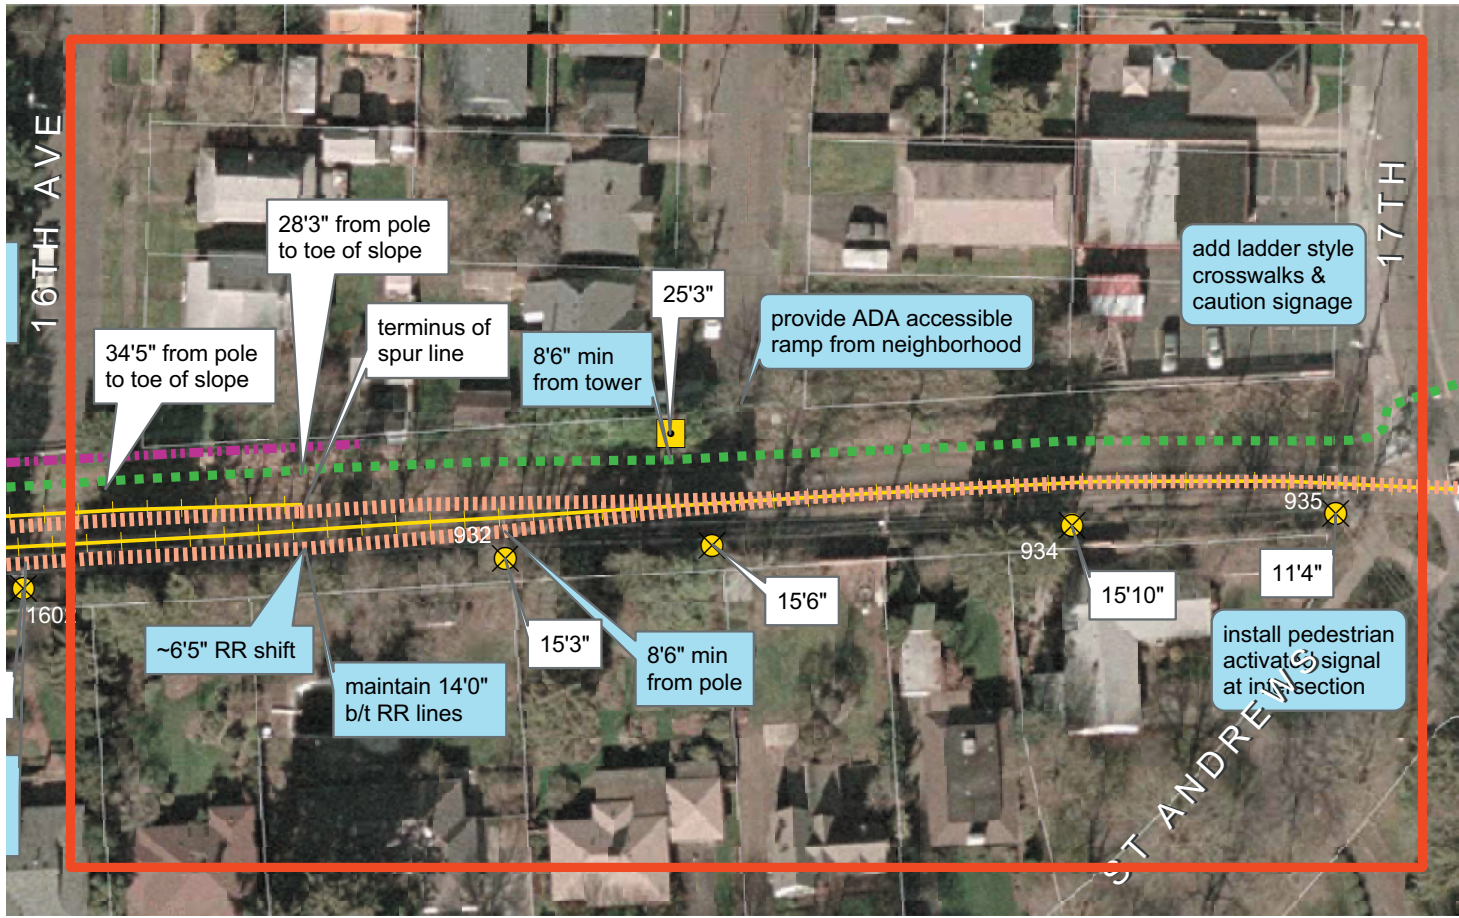 16TH AVE
28'3" from pole
to toe of slope
34'5" from pole
to toe of slope
terminus of
spur line
8'6" min
from tower
25'3"
provide ADA accessible
ramp from neighborhood
add ladder style
crosswalks &
caution signage
17TH
932
934
935
1602
~6'5" RR shift
maintain 14'0"
b/t RR lines
15'3"
8'6" min
from pole
15'6"
15'10"
11'4"
install pedestrian
activated signal
at intersection
ST ANDREWS